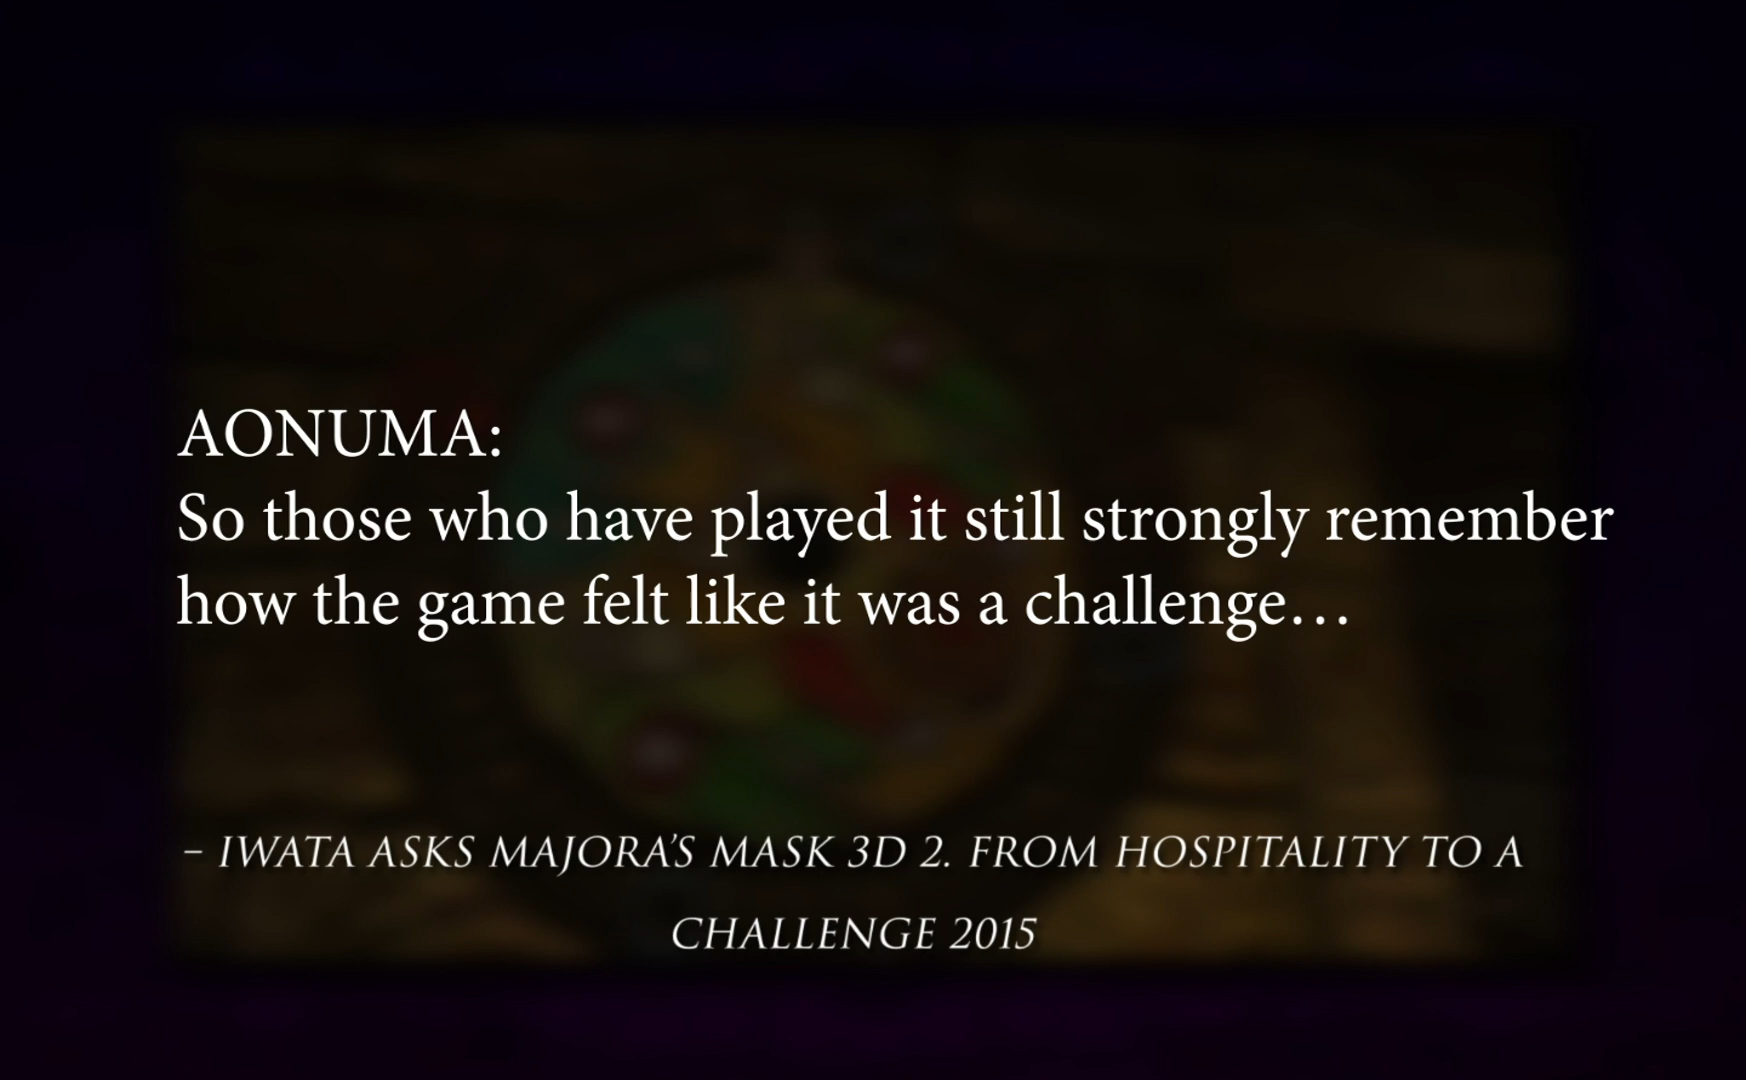 AONUMA:
So those who have played it still strongly remember
how the game felt like it was a challenge…
– IWATA ASKS MAJORA’S MASK 3D 2. FROM HOSPITALITY TO A
CHALLENGE 2015